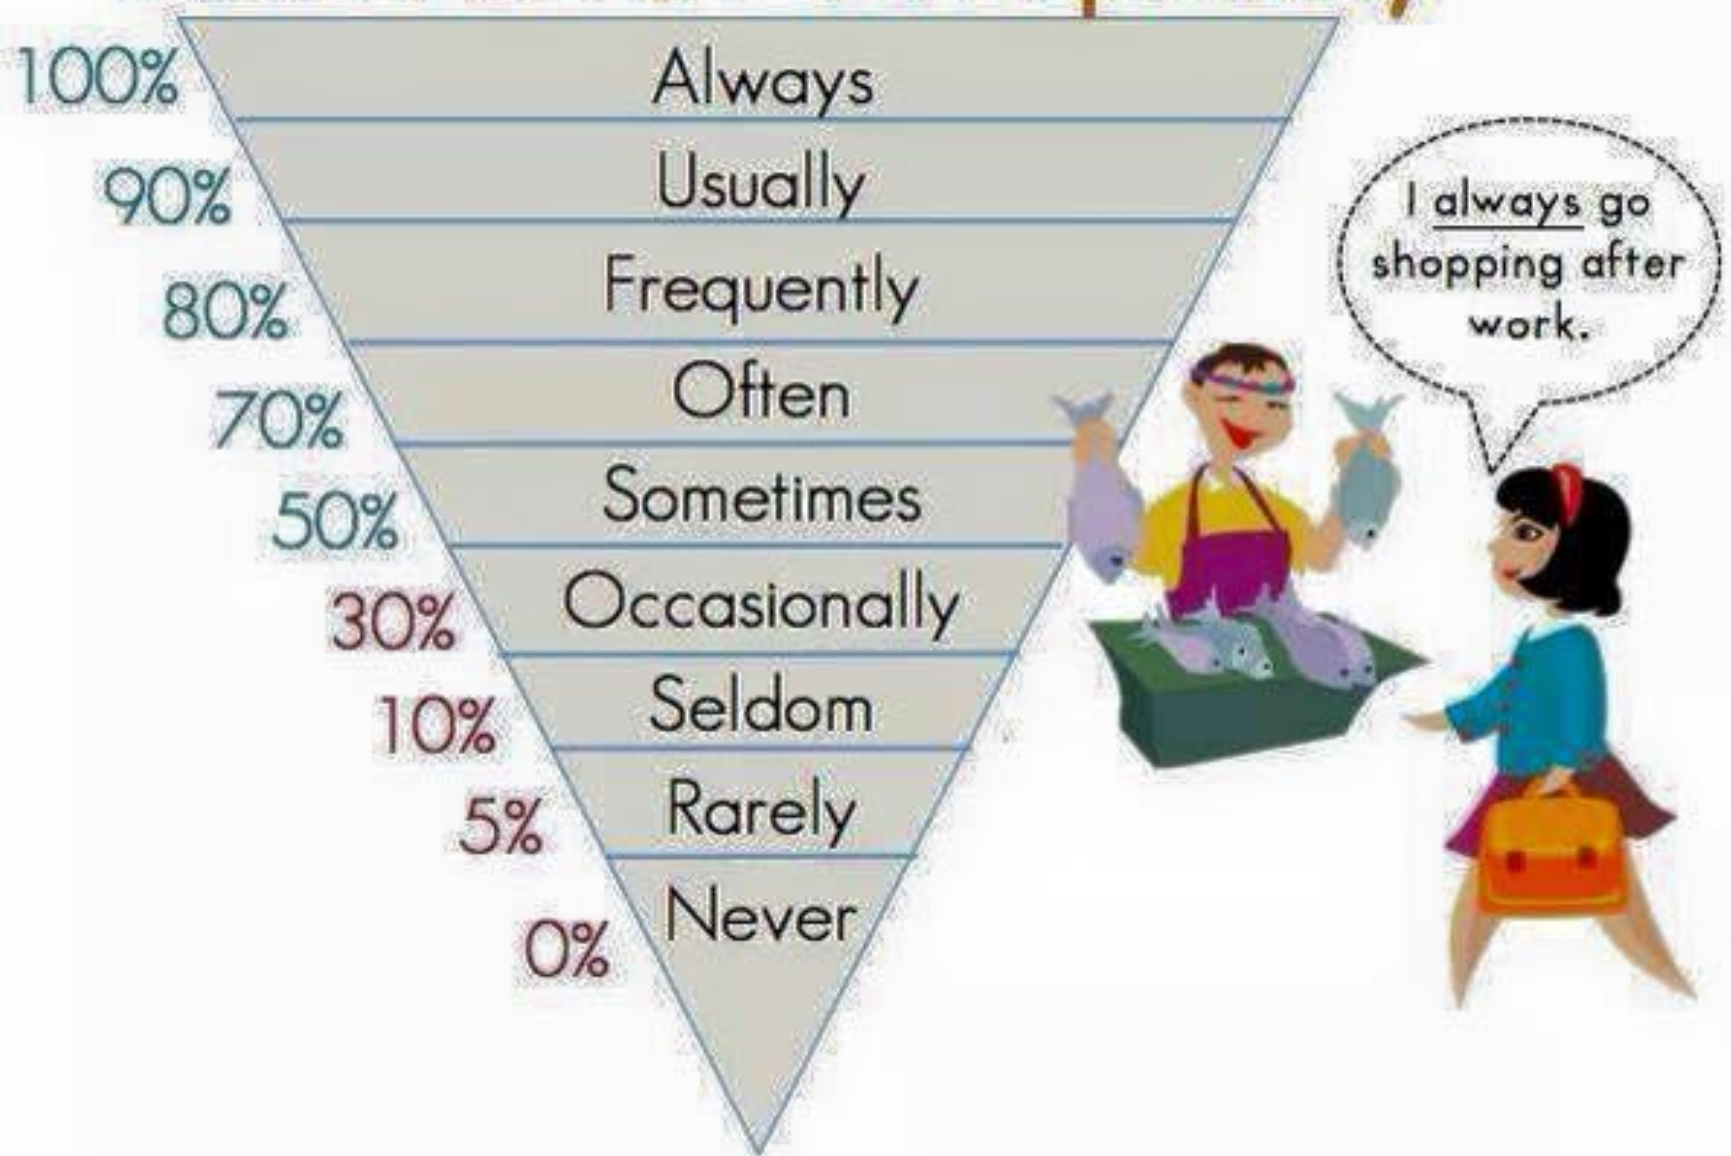 100% Always
90% Usually
80% Frequently
70% Often
50% Sometimes
30% Occasionally
10% Seldom
5% Rarely
0% Never
I always go
shopping after
work.